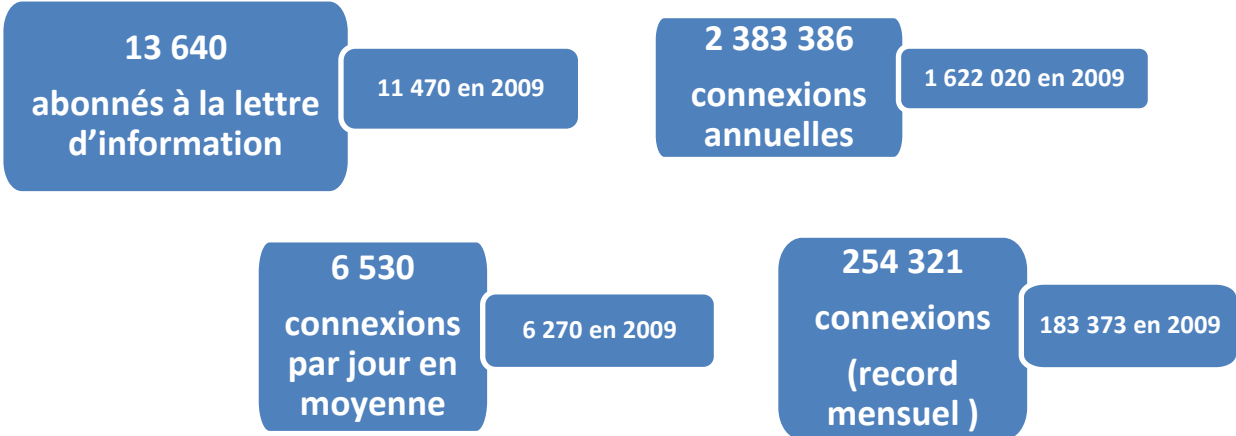 13 640
abonnés à la lettre
d’information
11 470 en 2009
2 383 386
connexions
annuelles
1 622 020 en 2009
6 530
connexions
par jour en
moyenne
6 270 en 2009
254 321
connexions
(record
mensuel )
183 373 en 2009